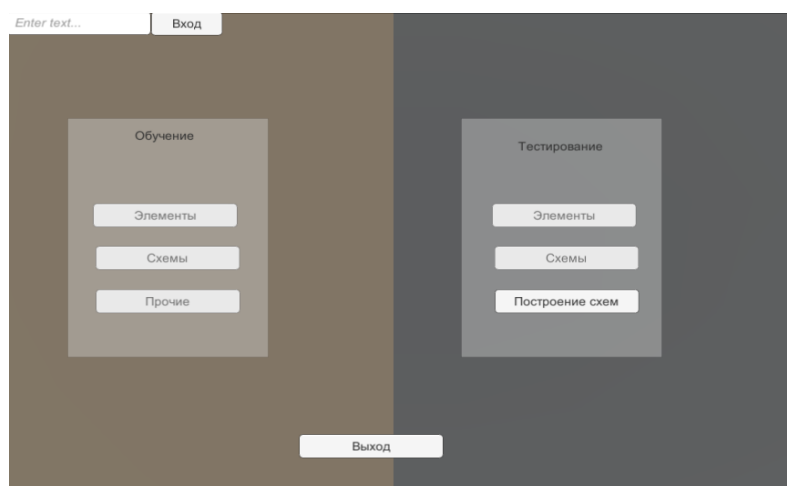 Enter text... Вход
Обучение
Тестирование
Элементы
Элементы
Схемы
Схемы
Прочие
Построение схем
Выход